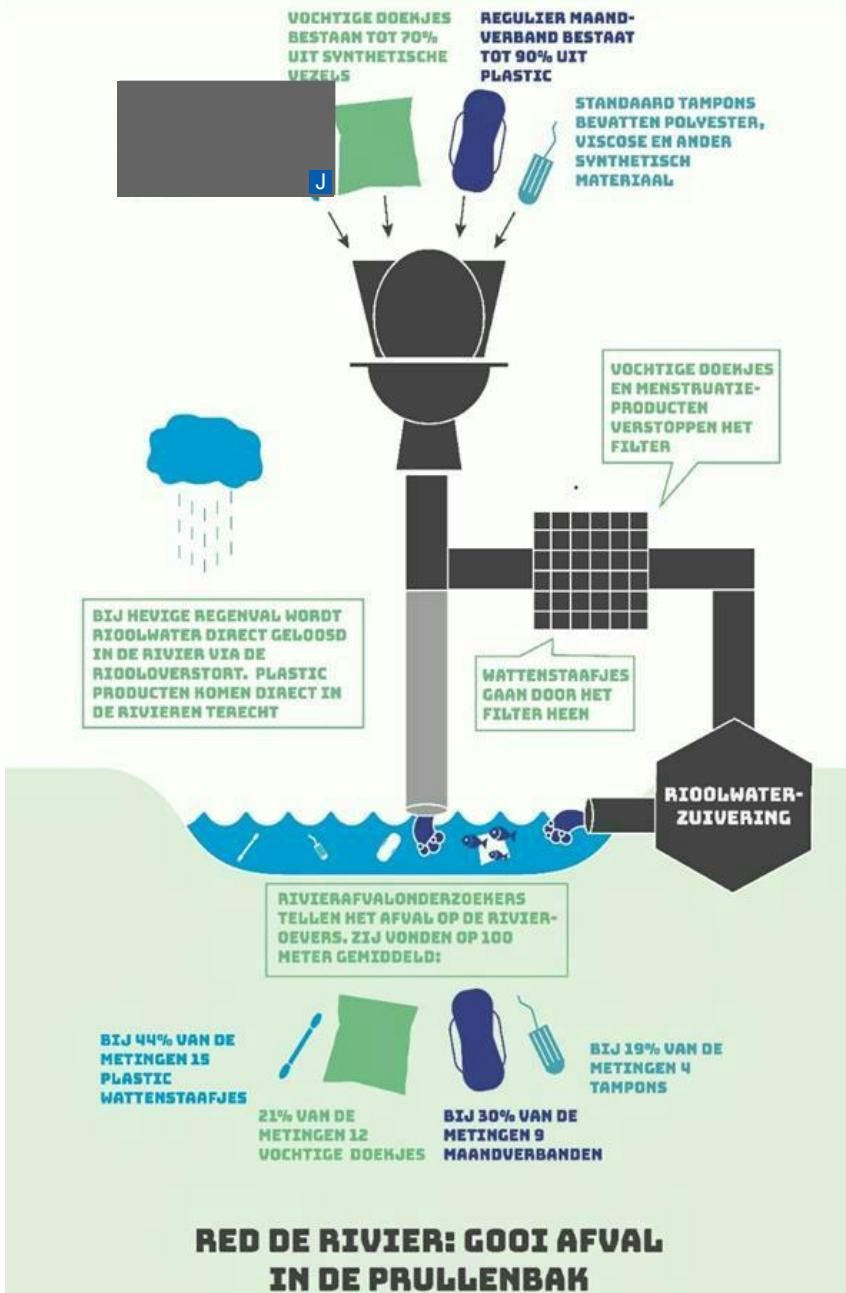 VOCHTIGE DOEKJES
BESTAAN TOT 70%
UIT SYNTHETISCHE
VEZELS
REGULIER MAAND-
VERBAND BESTAAT
TOT 90% UIT
PLASTIC
STANDAARD TAMPONS
BEVATTEN POLYESTER,
VISCOSE EN ANDER
SYNTHETISCH
MATERIAAL
J
VOCHTIGE DOEKJES
EN MENSTRUATIE-
PRODUCTEN
VERSTOPPEN HET
FILTER
BIJ HEVIGE REGENVAL WORDT
RIOOLWATER DIRECT GELOOSD
IN DE RIVIER VIA DE
RIOOLOVERSTORT. PLASTIC
PRODUCTEN KOMEN DIRECT IN
DE RIVIEREN TERECHT
WATTENSTAAFJES
GAAN DOOR HET
FILTER HEEN
RIOOLWATER-
ZUIVERING
RIVIERAFVALONDERZOEKERS
TELLEN HET AFVAL OP DE RIVIER-
OEVERS. ZIJ VONDEN OP 100
METER GEMIDDELD:
BIJ 44% VAN DE
METINGEN 15
PLASTIC
WATTENSTAAFJES
21% VAN DE
METINGEN 12
VOCHTIGE DOEKJES
BIJ 30% VAN DE
METINGEN 9
MAANDVERBANDEN
BIJ 19% VAN DE
METINGEN 4
TAMPONS
RED DE RIVIER: GOOI AFVAL
IN DE PRULLENBAK